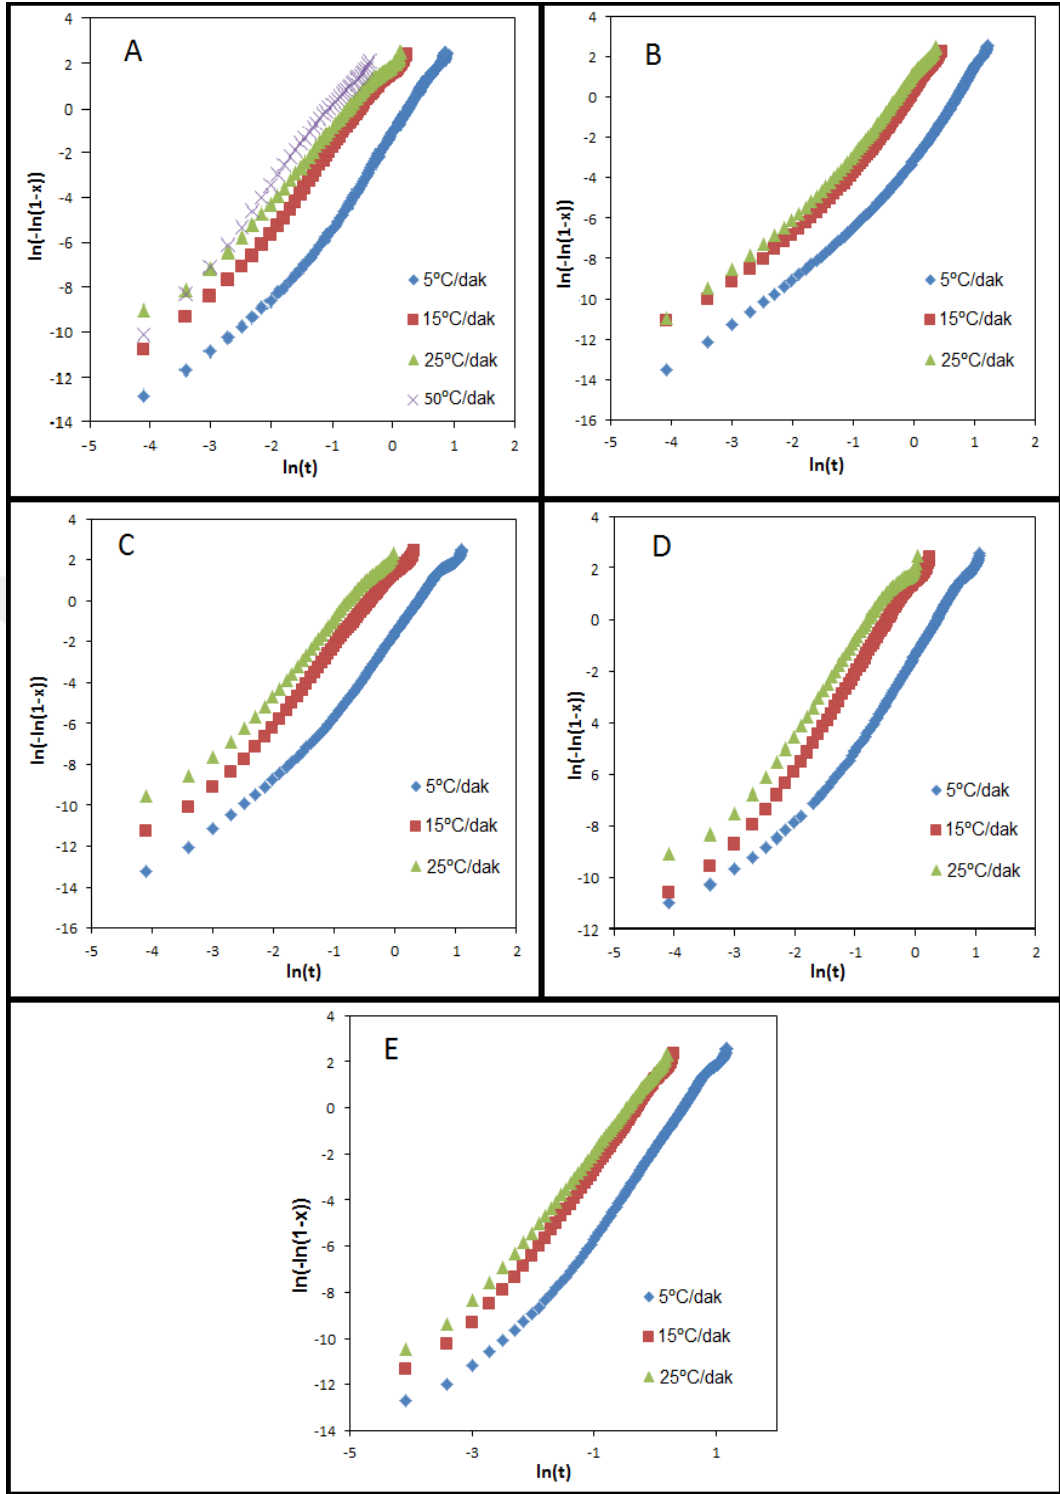 A
4
2
0
-2
-4
-6
-8
-10
-12
-14
ln(-ln(1-x))
5ºC/dak
15ºC/dak
25ºC/dak
50ºC/dak
-5 -4 -3 -2 -1 0 1 2
ln(t)
B
4
2
0
-2
-4
-6
-8
-10
-12
-14
-16
ln(-ln(1-x))
5ºC/dak
15ºC/dak
25ºC/dak
-5 -4 -3 -2 -1 0 1 2
ln(t)
C
4
2
0
-2
-4
-6
-8
-10
-12
-14
-16
ln(-ln(1-x))
5ºC/dak
15ºC/dak
25ºC/dak
-5 -4 -3 -2 -1 0 1 2
ln(t)
D
4
2
0
-2
-4
-6
-8
-10
-12
ln(-ln(1-x))
5ºC/dak
15ºC/dak
25ºC/dak
-5 -4 -3 -2 -1 0 1 2
ln(t)
E
4
2
0
-2
-4
-6
-8
-10
-12
-14
ln(-ln(1-x))
5ºC/dak
15ºC/dak
25ºC/dak
-5 -3 -1 1
ln(t)